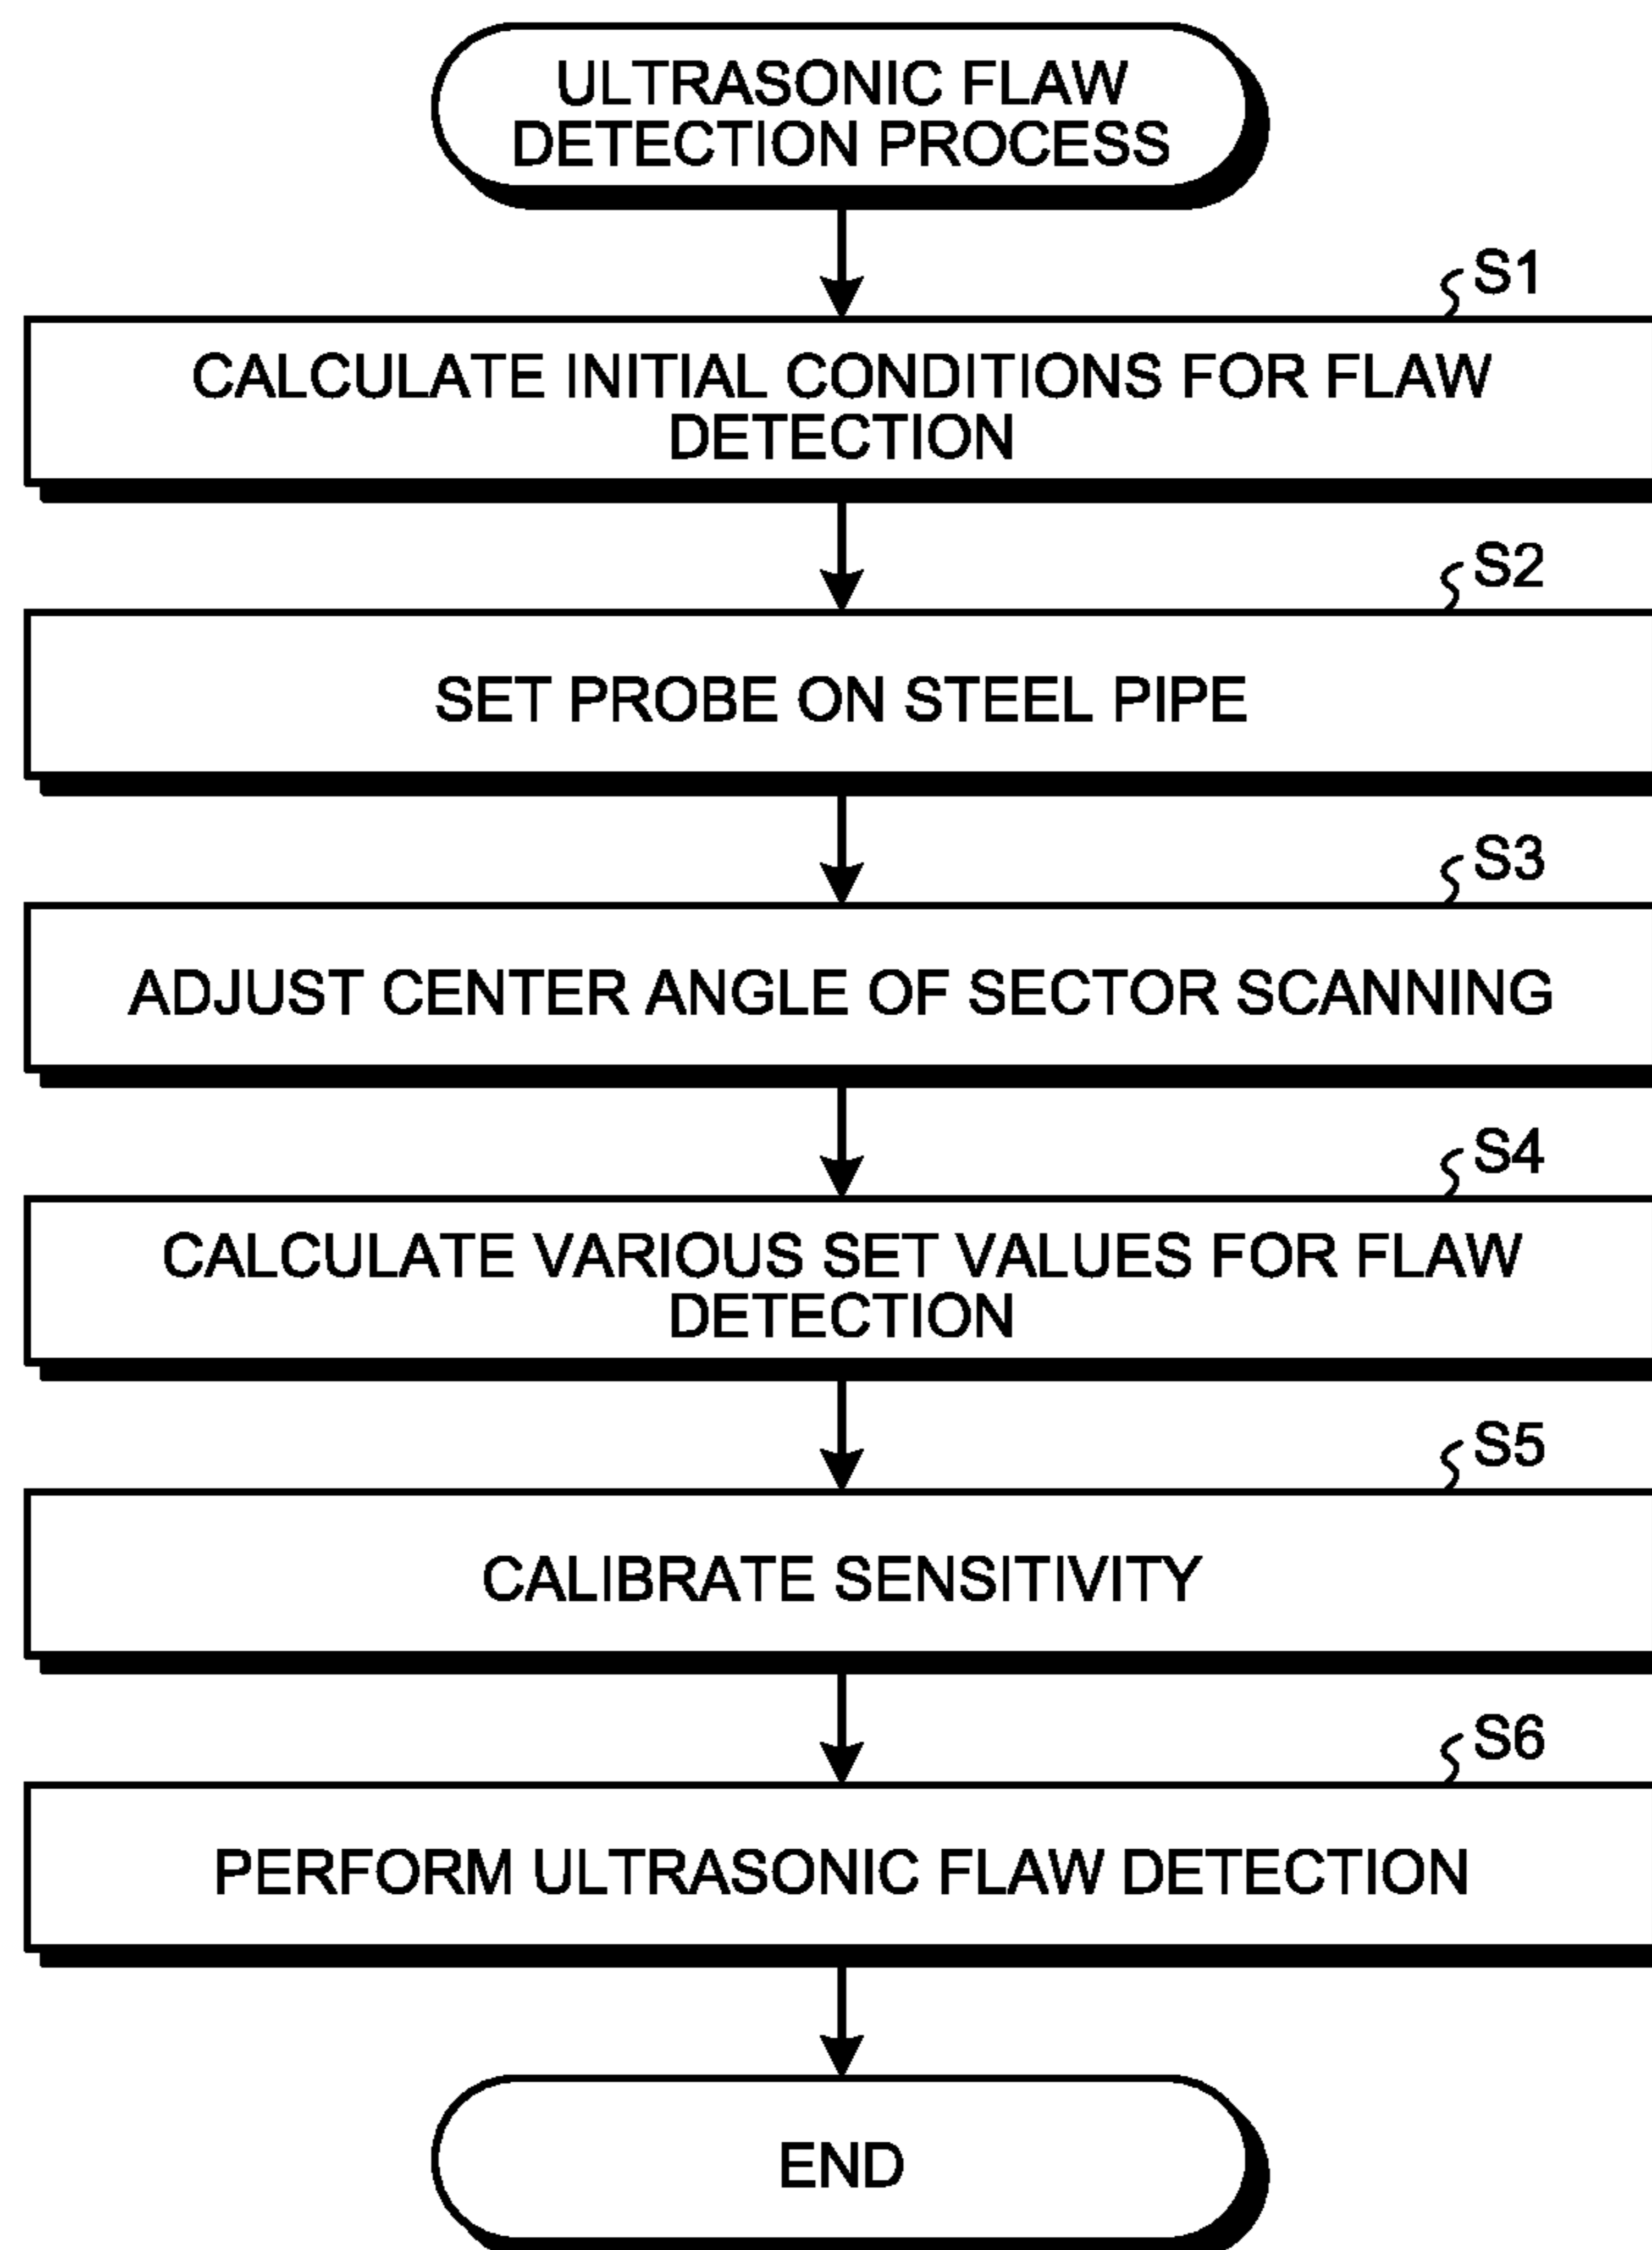 ULTRASONIC FLAW
DETECTION PROCESS
S1
CALCULATE INITIAL CONDITIONS FOR FLAW
DETECTION
S2
SET PROBE ON STEEL PIPE
S3
ADJUST CENTER ANGLE OF SECTOR SCANNING
S4
CALCULATE VARIOUS SET VALUES FOR FLAW
DETECTION
S5
CALIBRATE SENSITIVITY
S6
PERFORM ULTRASONIC FLAW DETECTION
END